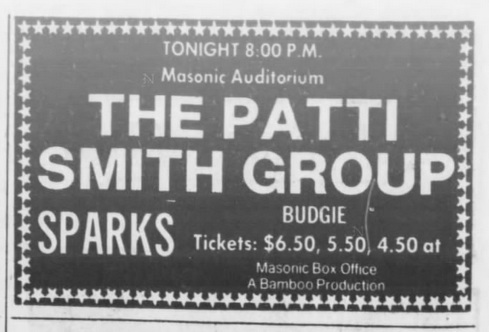 TONIGHT 8:00 P.M.
Masonic Auditorium
THE PATTI
SMITH GROUP
SPARKS
BUDGIE
Tickets: $6.50, 5.50, 4.50 at
Masonic Box Office
A Bamboo Production